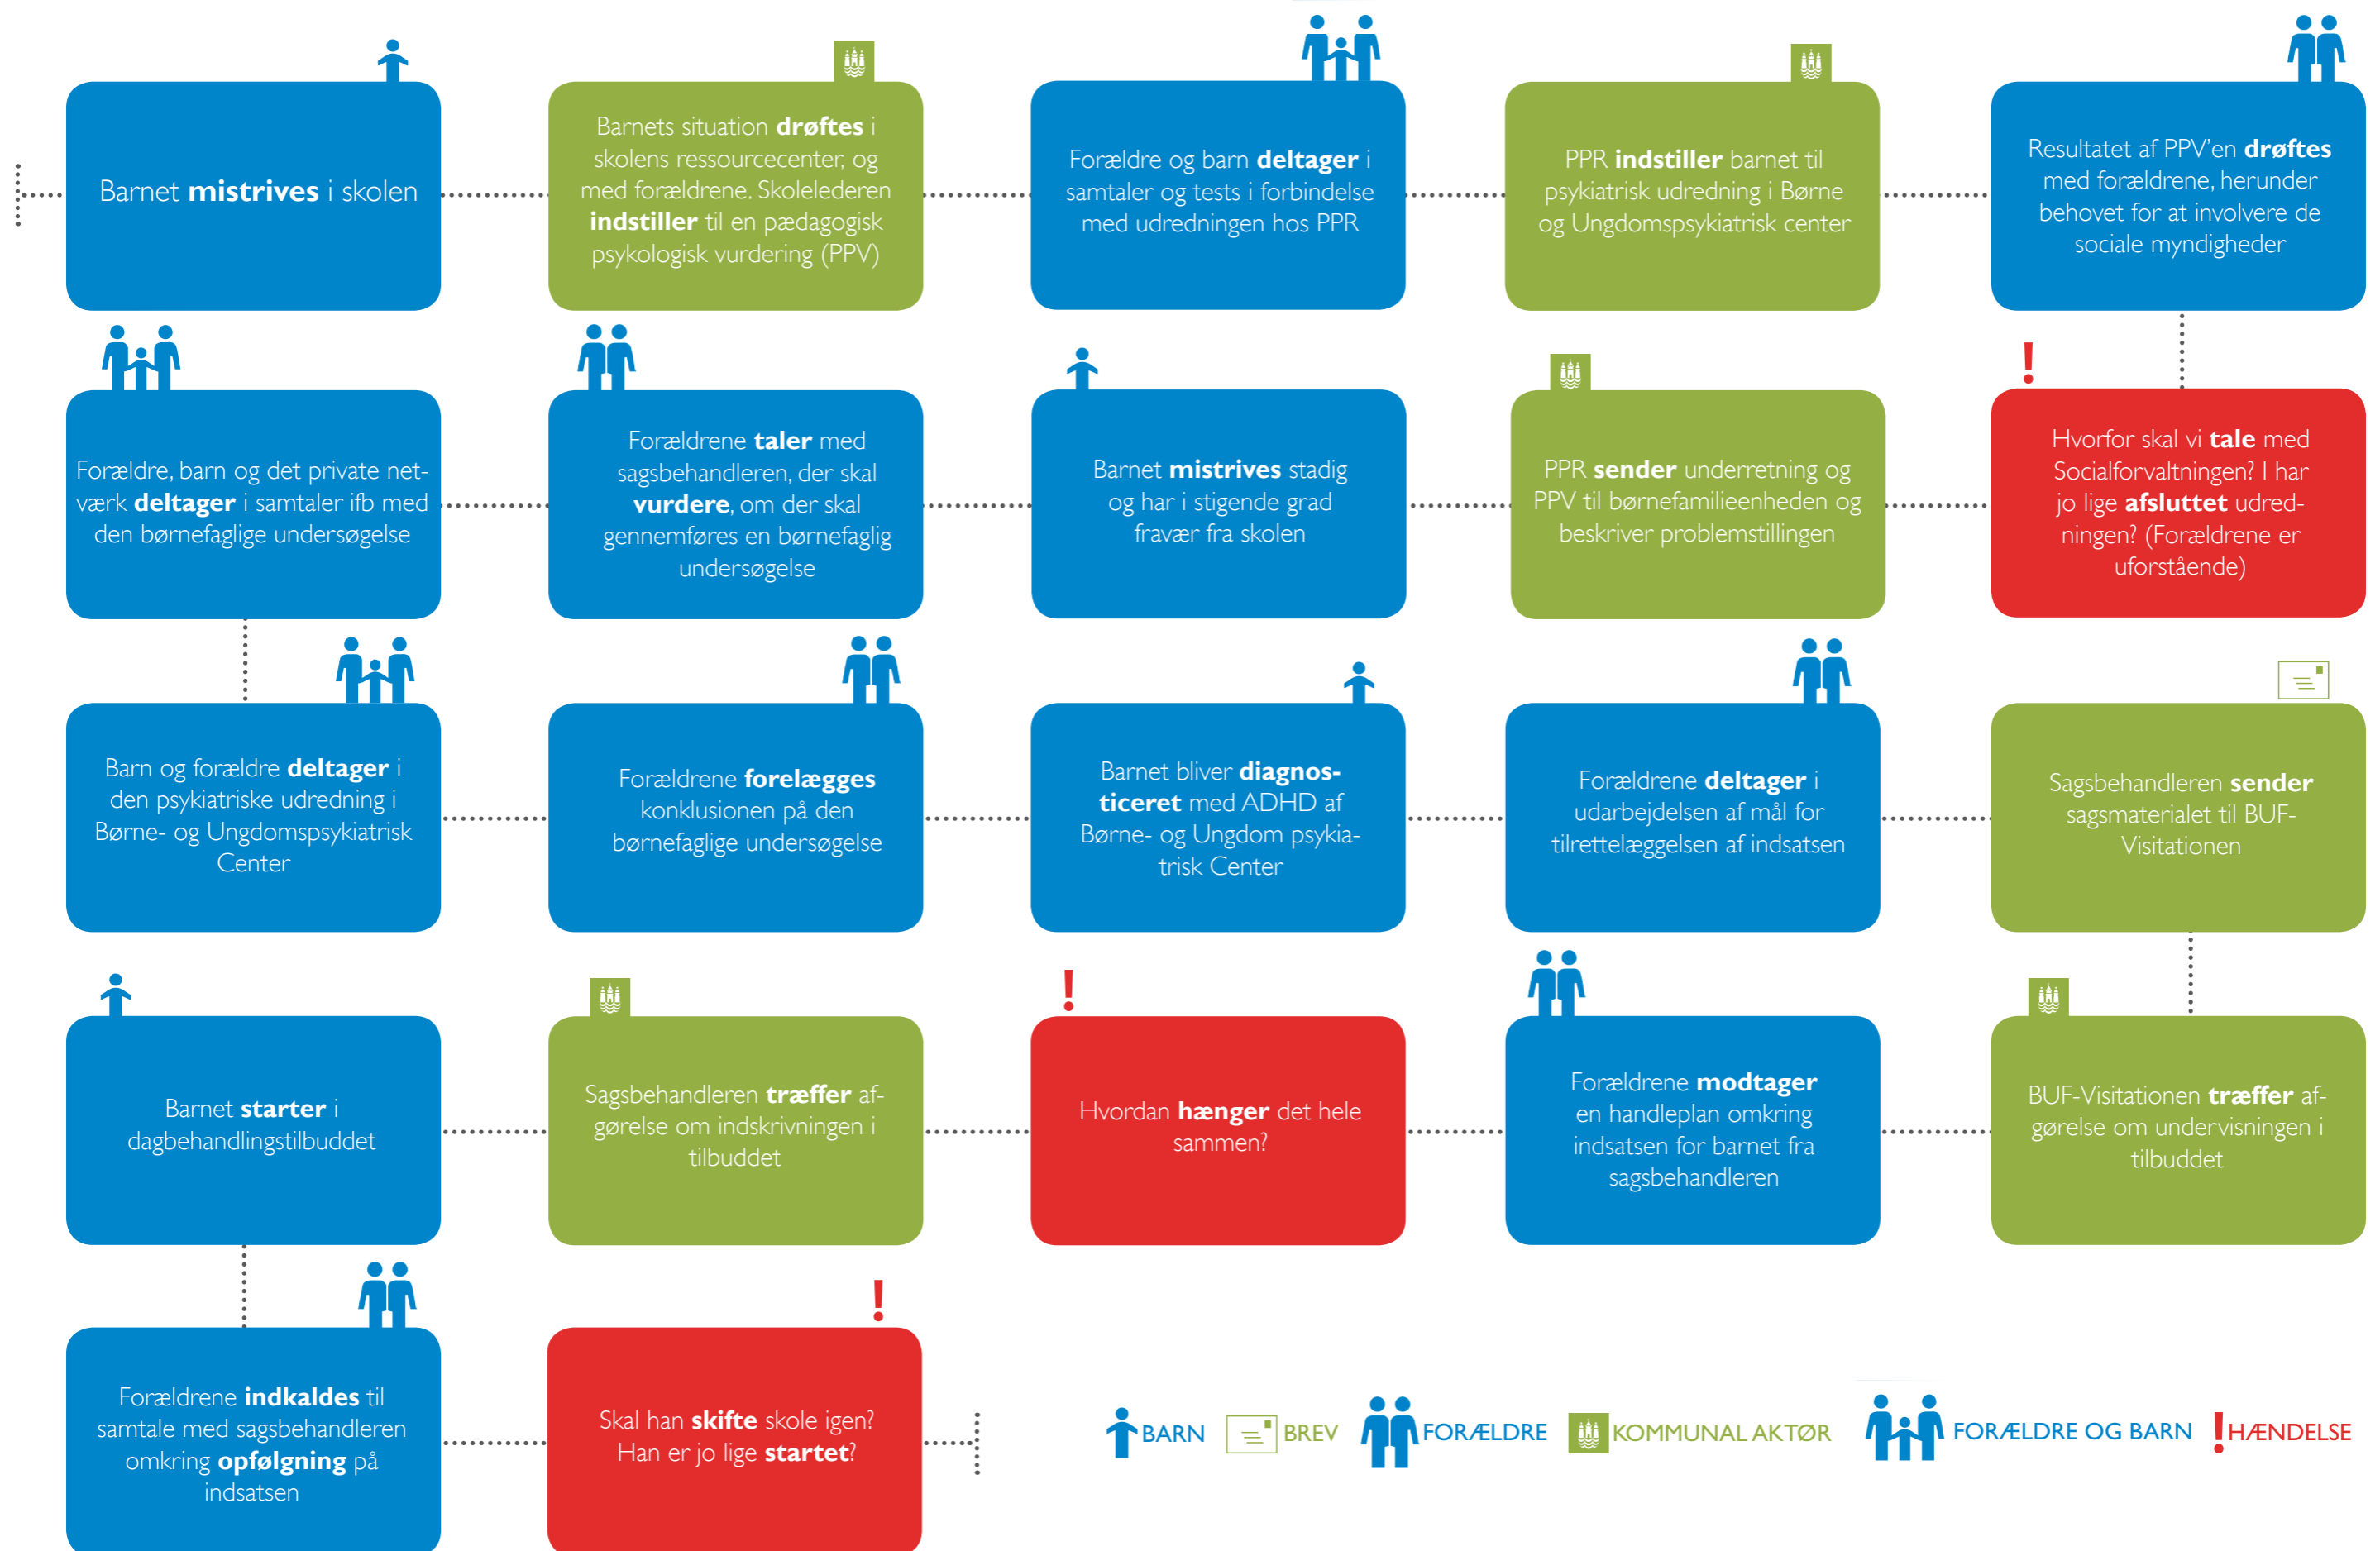 Barnet mistrives i skolen
Barnets situation drøftes i
skolens ressourcecenter, og
med forældrene. Skolelederen
indstiller til en pædagogisk
psykologisk vurdering (PPV)
Forældre og barn deltager i
samtaler og tests i forbindelse
med udredningen hos PPR
PPR indstiller barnet til
psykiatrisk udredning i Børne
og Ungdomspsykiatrisk center
Resultatet af PPV'en drøftes
med forældrene, herunder
behovet for at involvere de
sociale myndigheder
!
Hvorfor skal vi tale med
Socialforvaltningen? I har
jo lige afsluttet udred-
ningen? (Forældrene er
uforstående)
PPR sender underretning og
PPV til børnefamilieenheden og
beskriver problemstillingen
Barnet mistrives stadig
og har i stigende grad
fravær fra skolen
Forældrene taler med
sagsbehandleren, der skal
vurdere, om der skal
gennemføres en børnefaglig
undersøgelse
Forældre, barn og det private net-
værk deltager i samtaler ifb med
den børnefaglige undersøgelse
Barn og forældre deltager i
den psykiatriske udredning i
Børne- og Ungdomspsykiatrisk
Center
Forældrene forelægges
konklusionen på den
børnefaglige undersøgelse
Barnet bliver diagnos-
ticeret med ADHD af
Børne- og Ungdom psykia-
trisk Center
Forældrene deltager i
udarbejdelsen af mål for
tilrettelæggelsen af indsatsen
Sagsbehandleren sender
sagsmaterialet til BUF-
Visitationen
BUF-Visitationen træffer af-
gørelse om undervisningen i
tilbuddet
Forældrene modtager
en handleplan omkring
indsatsen for barnet fra
sagsbehandleren
!
Hvordan hænger det hele
sammen?
Sagsbehandleren træffer af-
gørelse om indskrivningen i
tilbuddet
Barnet starter i
dagbehandlingstilbuddet
Forældrene indkaldes til
samtale med sagsbehandleren
omkring opfølgning på
indsatsen
!
Skal han skifte skole igen?
Han er jo lige startet?
BARN
BREV
FORÆLDRE
KOMMUNAL AKTØR
FORÆLDRE OG BARN
! HÆNDELSE